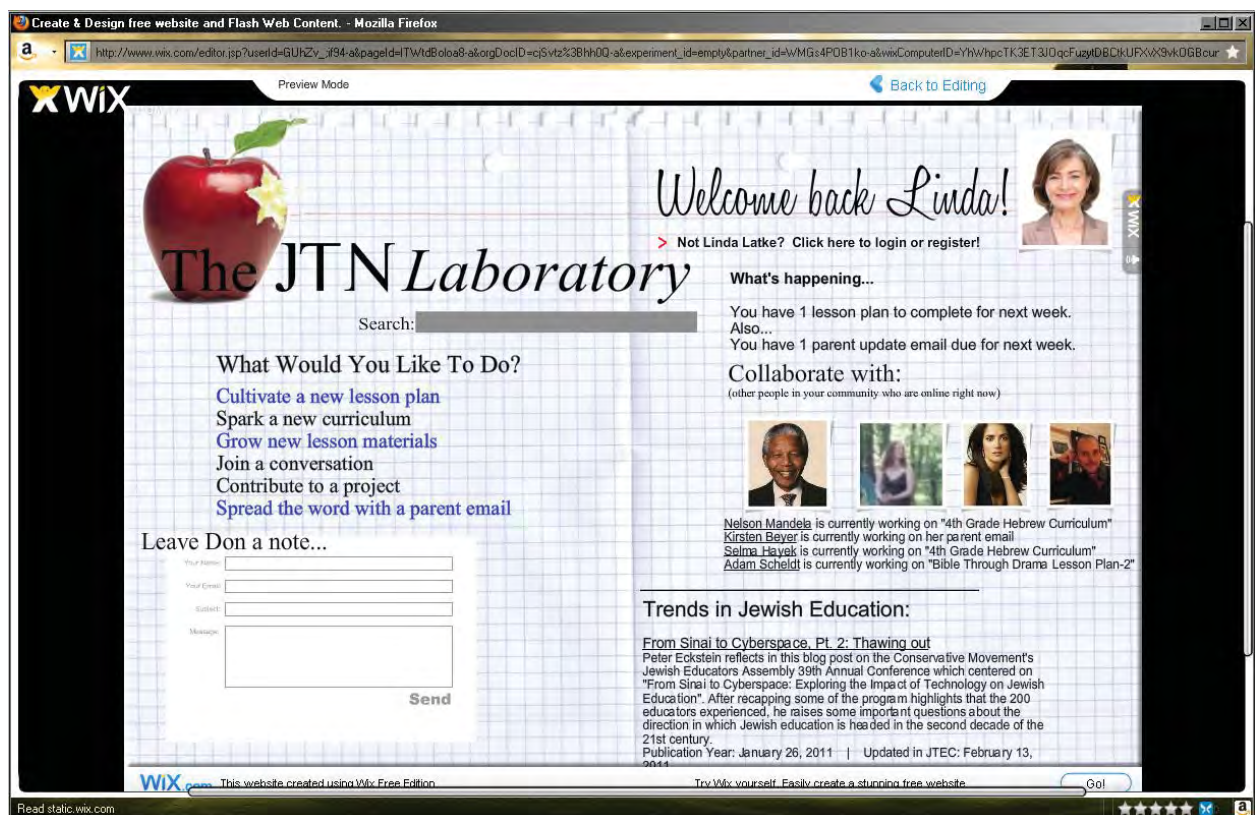 Create & Design free website and Flash Web Content. - Mozilla Firefox
Preview Mode
Back to Editing
WiX
The JTN Laboratory
Search:
What Would You Like To Do?
Cultivate a new lesson plan
Spark a new curriculum
Grow new lesson materials
Join a conversation
Contribute to a project
Spread the word with a parent email
Leave Don a note...
Your Name:
Your Email:
Subject:
Message:
Send
Welcome back Linda!
> Not Linda Latke? Click here to login or register!
WiX
What's happening...
You have 1 lesson plan to complete for next week.
Also...
You have 1 parent update email due for next week.
Collaborate with:
(other people in your community who are online right now)
Nelson Mandela is currently working on "4th Grade Hebrew Curriculum"
Kirsten Beyer is currently working on her parent email
Selma Hayek is currently working on "4th Grade Hebrew Curriculum"
Adam Scheldt is currently working on "Bible Through Drama Lesson Plan-2"
Trends in Jewish Education:
From Sinai to Cyberspace, Pt. 2: Thawing out
Peter Eckstein reflects in this blog post on the Conservative Movement's
Jewish Educators Assembly 39th Annual Conference which centered on
"From Sinai to Cyberspace: Exploring the Impact of Technology on Jewish
Education". After recapping some of the program highlights that the 200
educators experienced, he raises some important questions about the
direction in which Jewish education is headed in the second decade of the
21st century.
Publication Year: January 26, 2011 | Updated in JTEC: February 13,
2011
WiX.com This website created using Wix Free Edition
Try Wix yourself. Easily create a stunning free website
Go!
Read static.wix.com